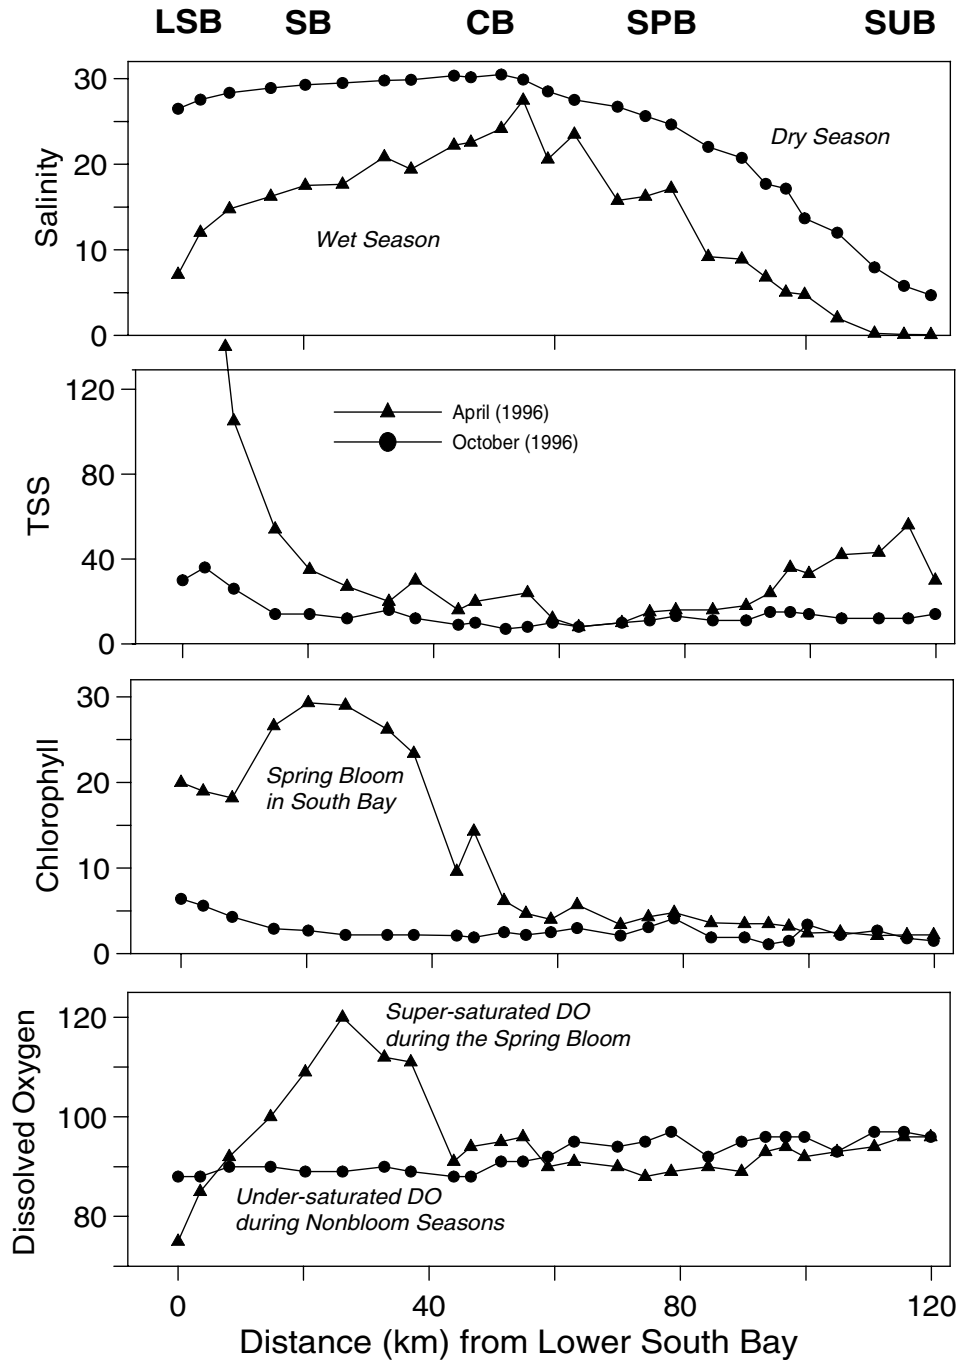 LSB SB CB SPB SUB
30
20
10
0
Salinity
Dry Season
Wet Season
120
80
40
0
TSS
April (1996)
October (1996)
30
20
10
0
Chlorophyll
Spring Bloom
in South Bay
120
100
80
Dissolved Oxygen
Super-saturated DO
during the Spring Bloom
Under-saturated DO
during Nonbloom Seasons
0 40 80 120
Distance (km) from Lower South Bay